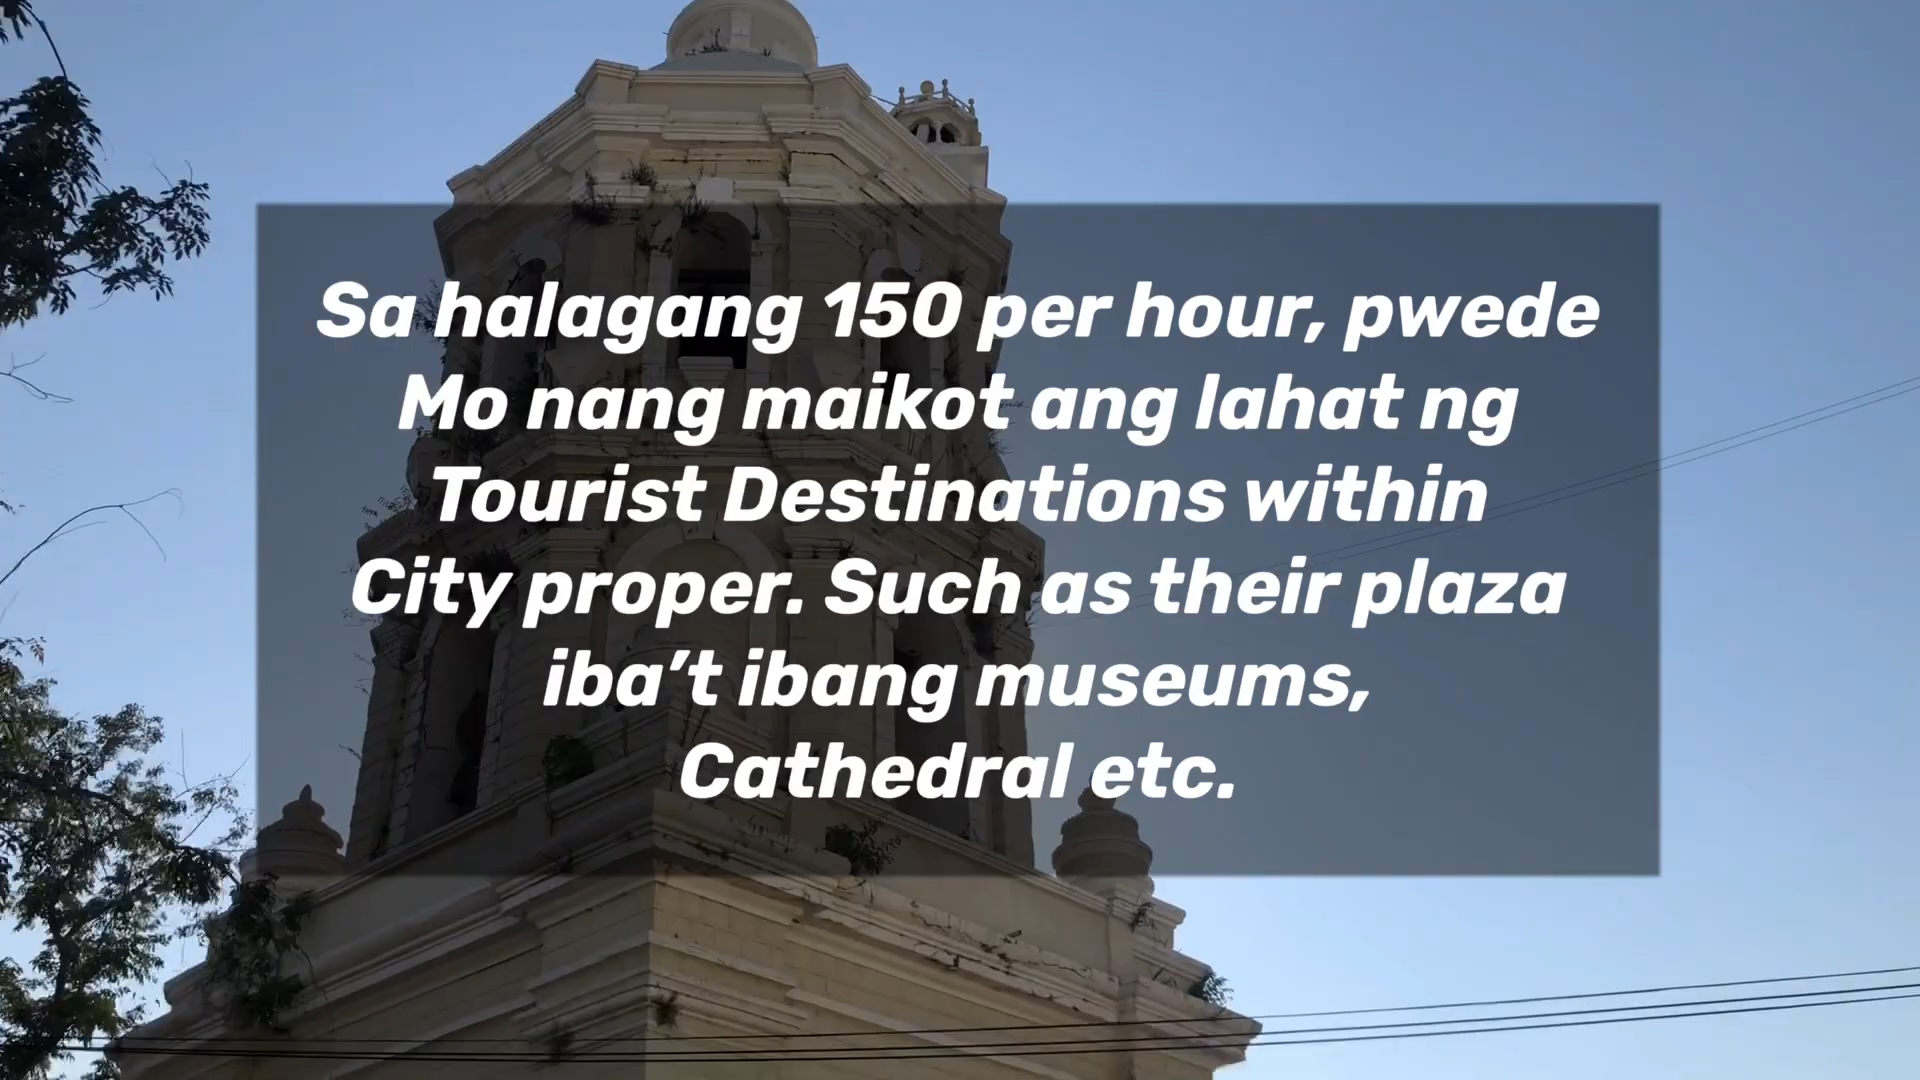 Sa halagang 150 per hour, pwede
Mo nang maikot ang lahat ng
Tourist Destinations within
City proper. Such as their plaza
iba’t ibang museums,
Cathedral etc.